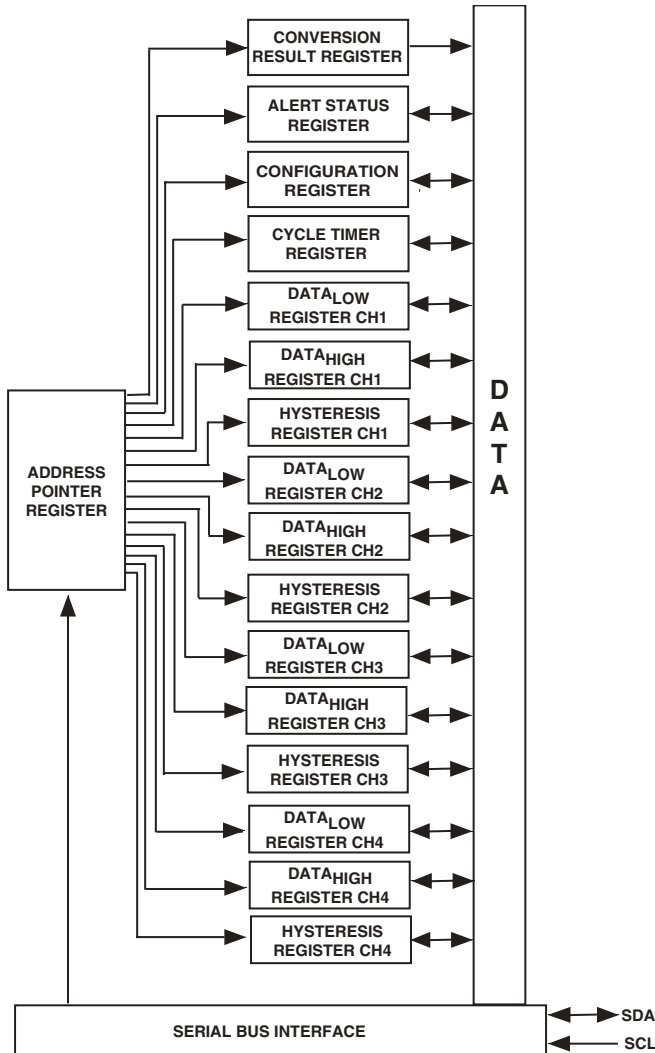 CONVERSION
RESULT REGISTER
ALERT STATUS
REGISTER
CONFIGURATION
REGISTER
CYCLE TIMER
REGISTER
DATALOW
REGISTER CH1
DATAHIGH
REGISTER CH1
HYSTERESIS
REGISTER CH1
DATALOW
REGISTER CH2
DATAHIGH
REGISTER CH2
HYSTERESIS
REGISTER CH2
DATALOW
REGISTER CH3
DATAHIGH
REGISTER CH3
HYSTERESIS
REGISTER CH3
DATALOW
REGISTER CH4
DATAHIGH
REGISTER CH4
HYSTERESIS
REGISTER CH4
ADDRESS
POINTER
REGISTER
D
A
T
A
SERIAL BUS INTERFACE
SDA
SCL